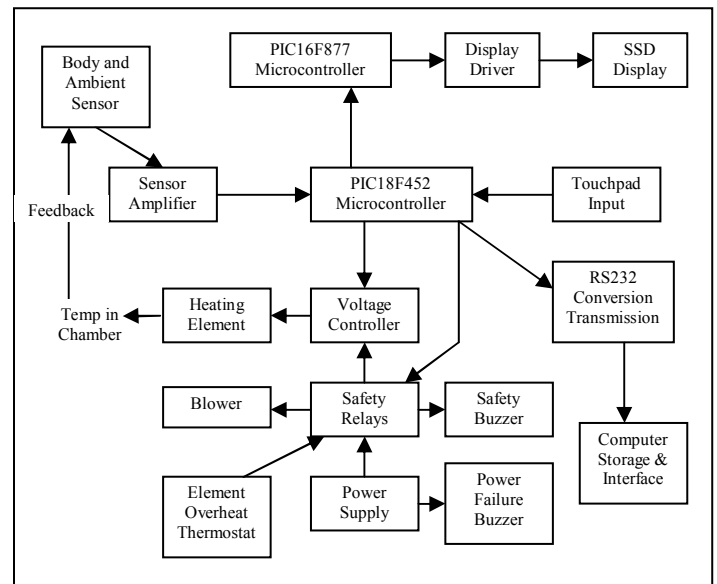 Body and
Ambient
Sensor
PIC16F877
Microcontroller
Display
Driver
SSD
Display
Sensor
Amplifier
PIC18F452
Microcontroller
Touchpad
Input
Feedback
Temp in
Chamber
Heating
Element
Voltage
Controller
RS232
Conversion
Transmission
Blower
Safety
Relays
Safety
Buzzer
Computer
Storage &
Interface
Element
Overheat
Thermostat
Power
Supply
Power
Failure
Buzzer